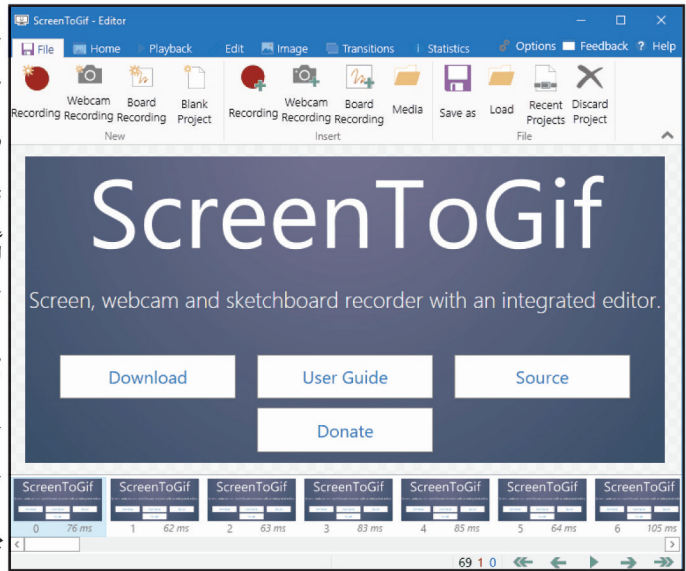 ScreenToGif - Editor
File Home Playback Edit Image Transitions Statistics Options Feedback ? Help
Recording Webcam Recording Board Recording Blank Project Recording Webcam Recording Board Recording Media Save as Load Recent Projects Discard Project
New Insert File
ScreenToGif
Screen, webcam and sketchboard recorder with an integrated editor.
Download User Guide Source
Donate
ScreenToGif ScreenToGif ScreenToGif ScreenToGif ScreenToGif ScreenToGif ScreenToGif
0 76 ms 1 62 ms 2 63 ms 3 83 ms 4 85 ms 5 64 ms 6 105 ms
69 1 0